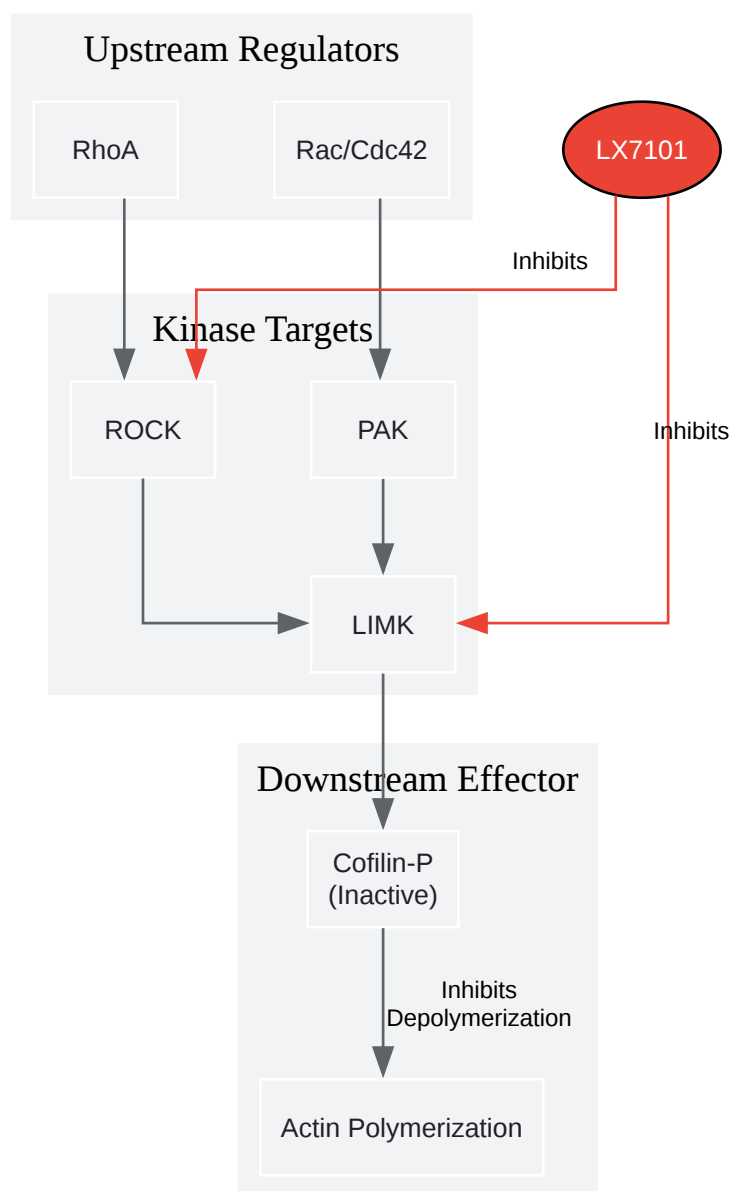 Upstream Regulators
RhoA
Rac/Cdc42
LX7101
Inhibits
Kinase Targets
ROCK
PAK
Inhibits
LIMK
Downstream Effector
Cofilin-P
(Inactive)
Inhibits
Depolymerization
Actin Polymerization